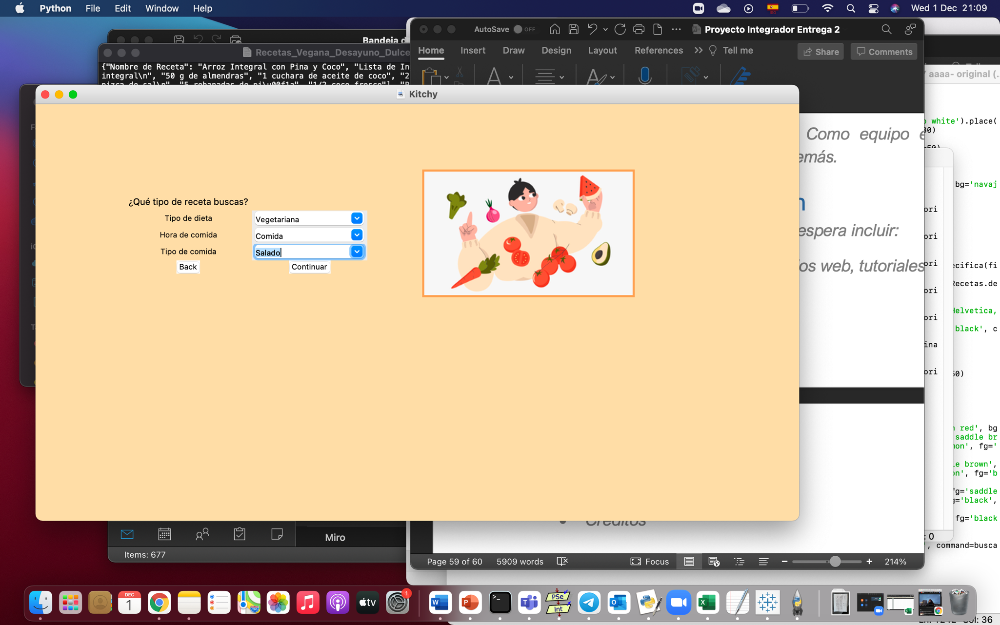 Python File Edit Window Help
Wed 1 Dec 21:09
AutoSave OFF
Proyecto Integrador Entrega 2
Bandeja d
Home Insert Draw Design Layout References Tell me
Share Comments
Recetas_Vegana_Desayuno_Dulce
{"Nombre de Receta": "Arroz Integral con Pina y Coco", "Lista de In
integral\n", "50 g de almendras", "1 cuchara de aceite de coco", "2
pizca de sal\n", "5 rebanadas de pi\u00f1a", "1/2 coco fresco"]
aaaa- original (.
Kitchy
¿Qué tipo de receta buscas?
Tipo de dieta Vegetariana
Hora de comida Comida
Tipo de comida Salado
Back Continuar
Como equipo e
emás.
espera incluir:
os web, tutoriales
white').place(
30)
=50)
bg='navaj
ori
ori
ori
ecifica(fi
Recetas.de
ori
Helvetica,
ori
black', c
ina
ori
50)
red', bg
saddle br
mon', fg='
le brown',
on', fg='b
fg='saddle
g='black',
fg='black
: 0
, command=busca
Créditos
Miro
Items: 677
Page 59 of 60 5909 words Focus 214%
DEC
1
280
tv
1
W
P
>_
T
PSe
Int
O
X
X
Col: 36